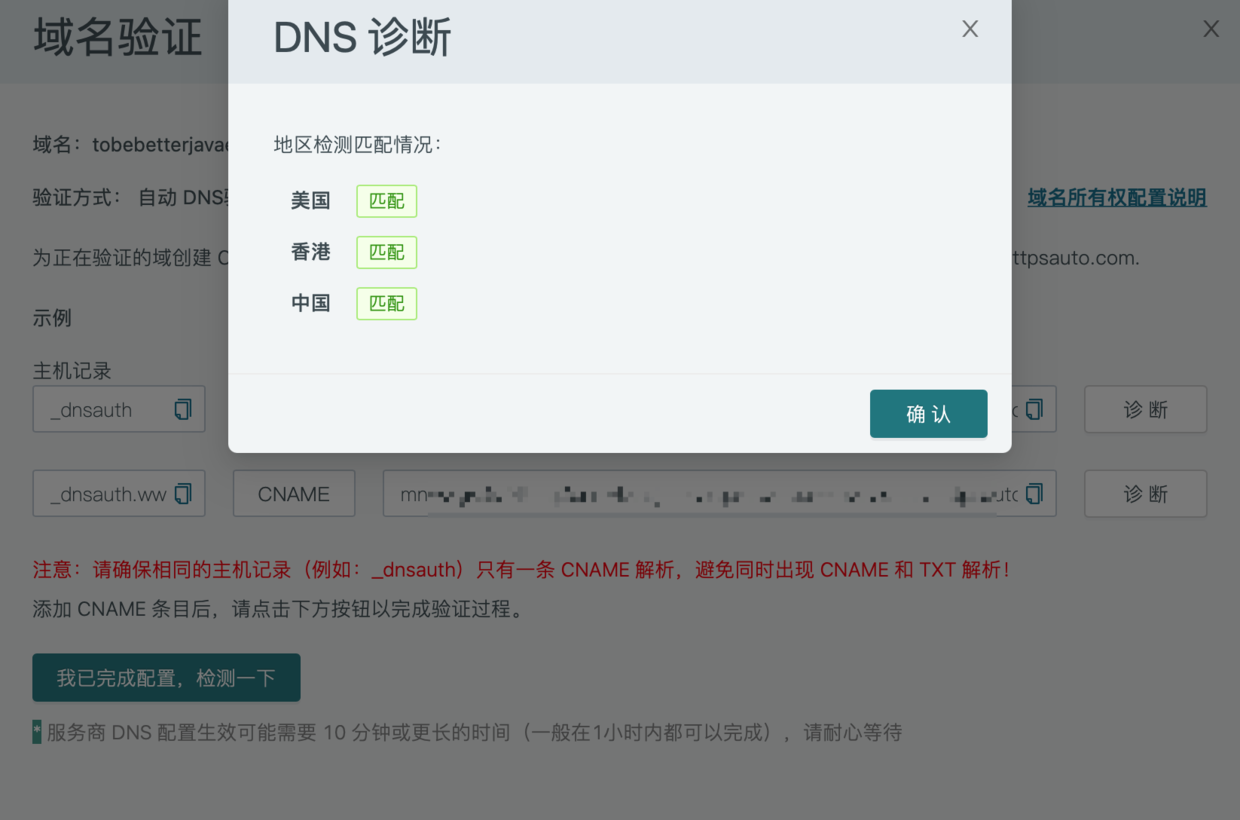 域名验证
DNS 诊断
域名：tobebetterjava
地区检测匹配情况：
验证方式： 自动 DNS
美国 匹配
域名所有权配置说明
香港 匹配
为正在验证的域创建 C
ttpsauto.com.
中国 匹配
示例
主机记录
_dnsauth
诊 断
确 认
_dnsauth.ww CNAME mn utc 诊 断
注意：请确保相同的主机记录（例如：_dnsauth）只有一条 CNAME 解析，避免同时出现 CNAME 和 TXT 解析！
添加 CNAME 条目后，请点击下方按钮以完成验证过程。
我已完成配置，检测一下
* 服务商 DNS 配置生效可能需要 10 分钟或更长的时间（一般在1小时内都可以完成），请耐心等待